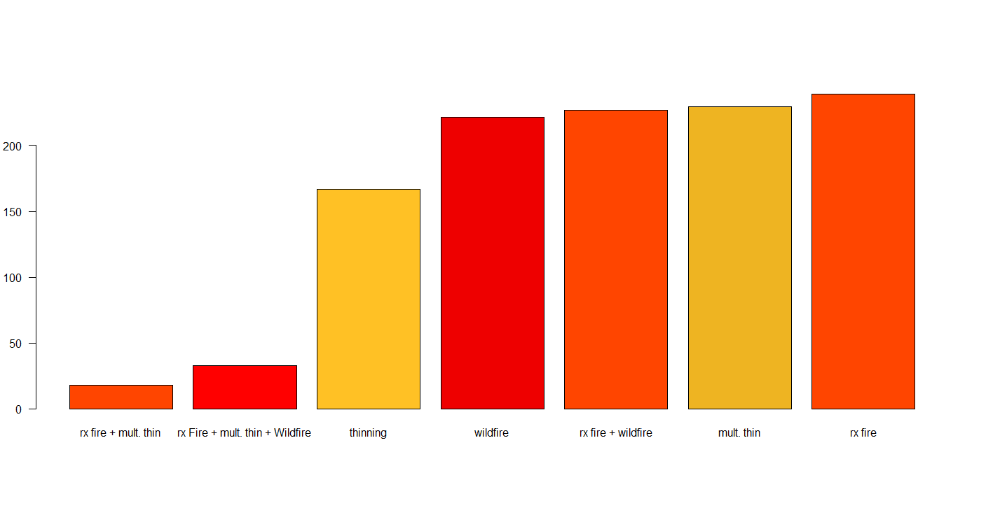 200
150
100
50
0
rx fire + mult. thin
rx Fire + mult. thin + Wildfire
thinning
wildfire
rx fire + wildfire
mult. thin
rx fire